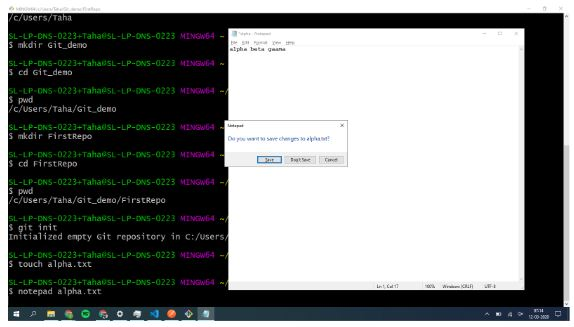 MINGW64:/c/Users/Taha/Git_demo/FirstRepo
/c/Users/Taha
SL-LP-DNS-0223+Taha@SL-LP-DNS-0223 MINGW64 ~
$ mkdir Git_demo
SL-LP-DNS-0223+Taha@SL-LP-DNS-0223 MINGW64 ~
$ cd Git_demo
SL-LP-DNS-0223+Taha@SL-LP-DNS-0223 MINGW64 ~/
$ pwd
/c/Users/Taha/Git_demo
SL-LP-DNS-0223+Taha@SL-LP-DNS-0223 MINGW64 ~/
$ mkdir FirstRepo
SL-LP-DNS-0223+Taha@SL-LP-DNS-0223 MINGW64 ~/
$ cd FirstRepo
SL-LP-DNS-0223+Taha@SL-LP-DNS-0223 MINGW64 ~/
$ pwd
/c/Users/Taha/Git_demo/FirstRepo
SL-LP-DNS-0223+Taha@SL-LP-DNS-0223 MINGW64 ~/
$ git init
Initialized empty Git repository in C:/Users/
SL-LP-DNS-0223+Taha@SL-LP-DNS-0223 MINGW64 ~/
$ touch alpha.txt
SL-LP-DNS-0223+Taha@SL-LP-DNS-0223 MINGW64 ~/
$ notepad alpha.txt
*alpha - Notepad
File Edit Format View Help
alpha beta gaama
Notepad
Do you want to save changes to alpha.txt?
Save Don't Save Cancel
Ln 1, Col 17 100% Windows (CRLF) UTF-8
12-03-2020